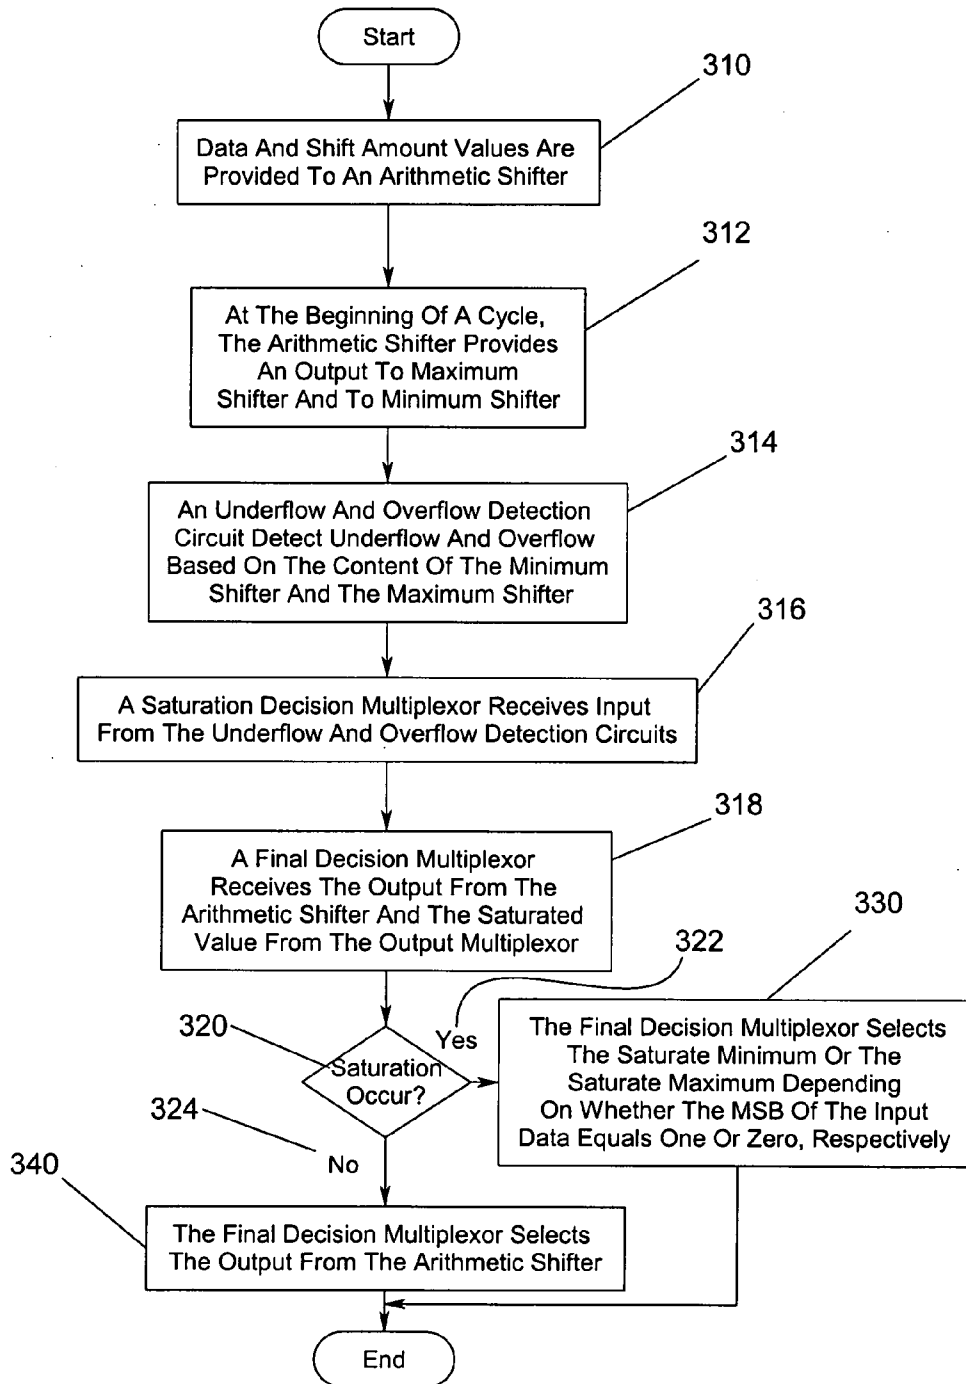 Start
310
Data And Shift Amount Values Are
Provided To An Arithmetic Shifter
312
At The Beginning Of A Cycle,
The Arithmetic Shifter Provides
An Output To Maximum
Shifter And To Minimum Shifter
314
An Underflow And Overflow Detection
Circuit Detect Underflow And Overflow
Based On The Content Of The Minimum
Shifter And The Maximum Shifter
316
A Saturation Decision Multiplexor Receives Input
From The Underflow And Overflow Detection Circuits
318
A Final Decision Multiplexor
Receives The Output From The
Arithmetic Shifter And The Saturated
Value From The Output Multiplexor
320
Saturation
Occur?
Yes
322
330
The Final Decision Multiplexor Selects
The Saturate Minimum Or The
Saturate Maximum Depending
On Whether The MSB Of The Input
Data Equals One Or Zero, Respectively
324
No
340
The Final Decision Multiplexor Selects
The Output From The Arithmetic Shifter
End